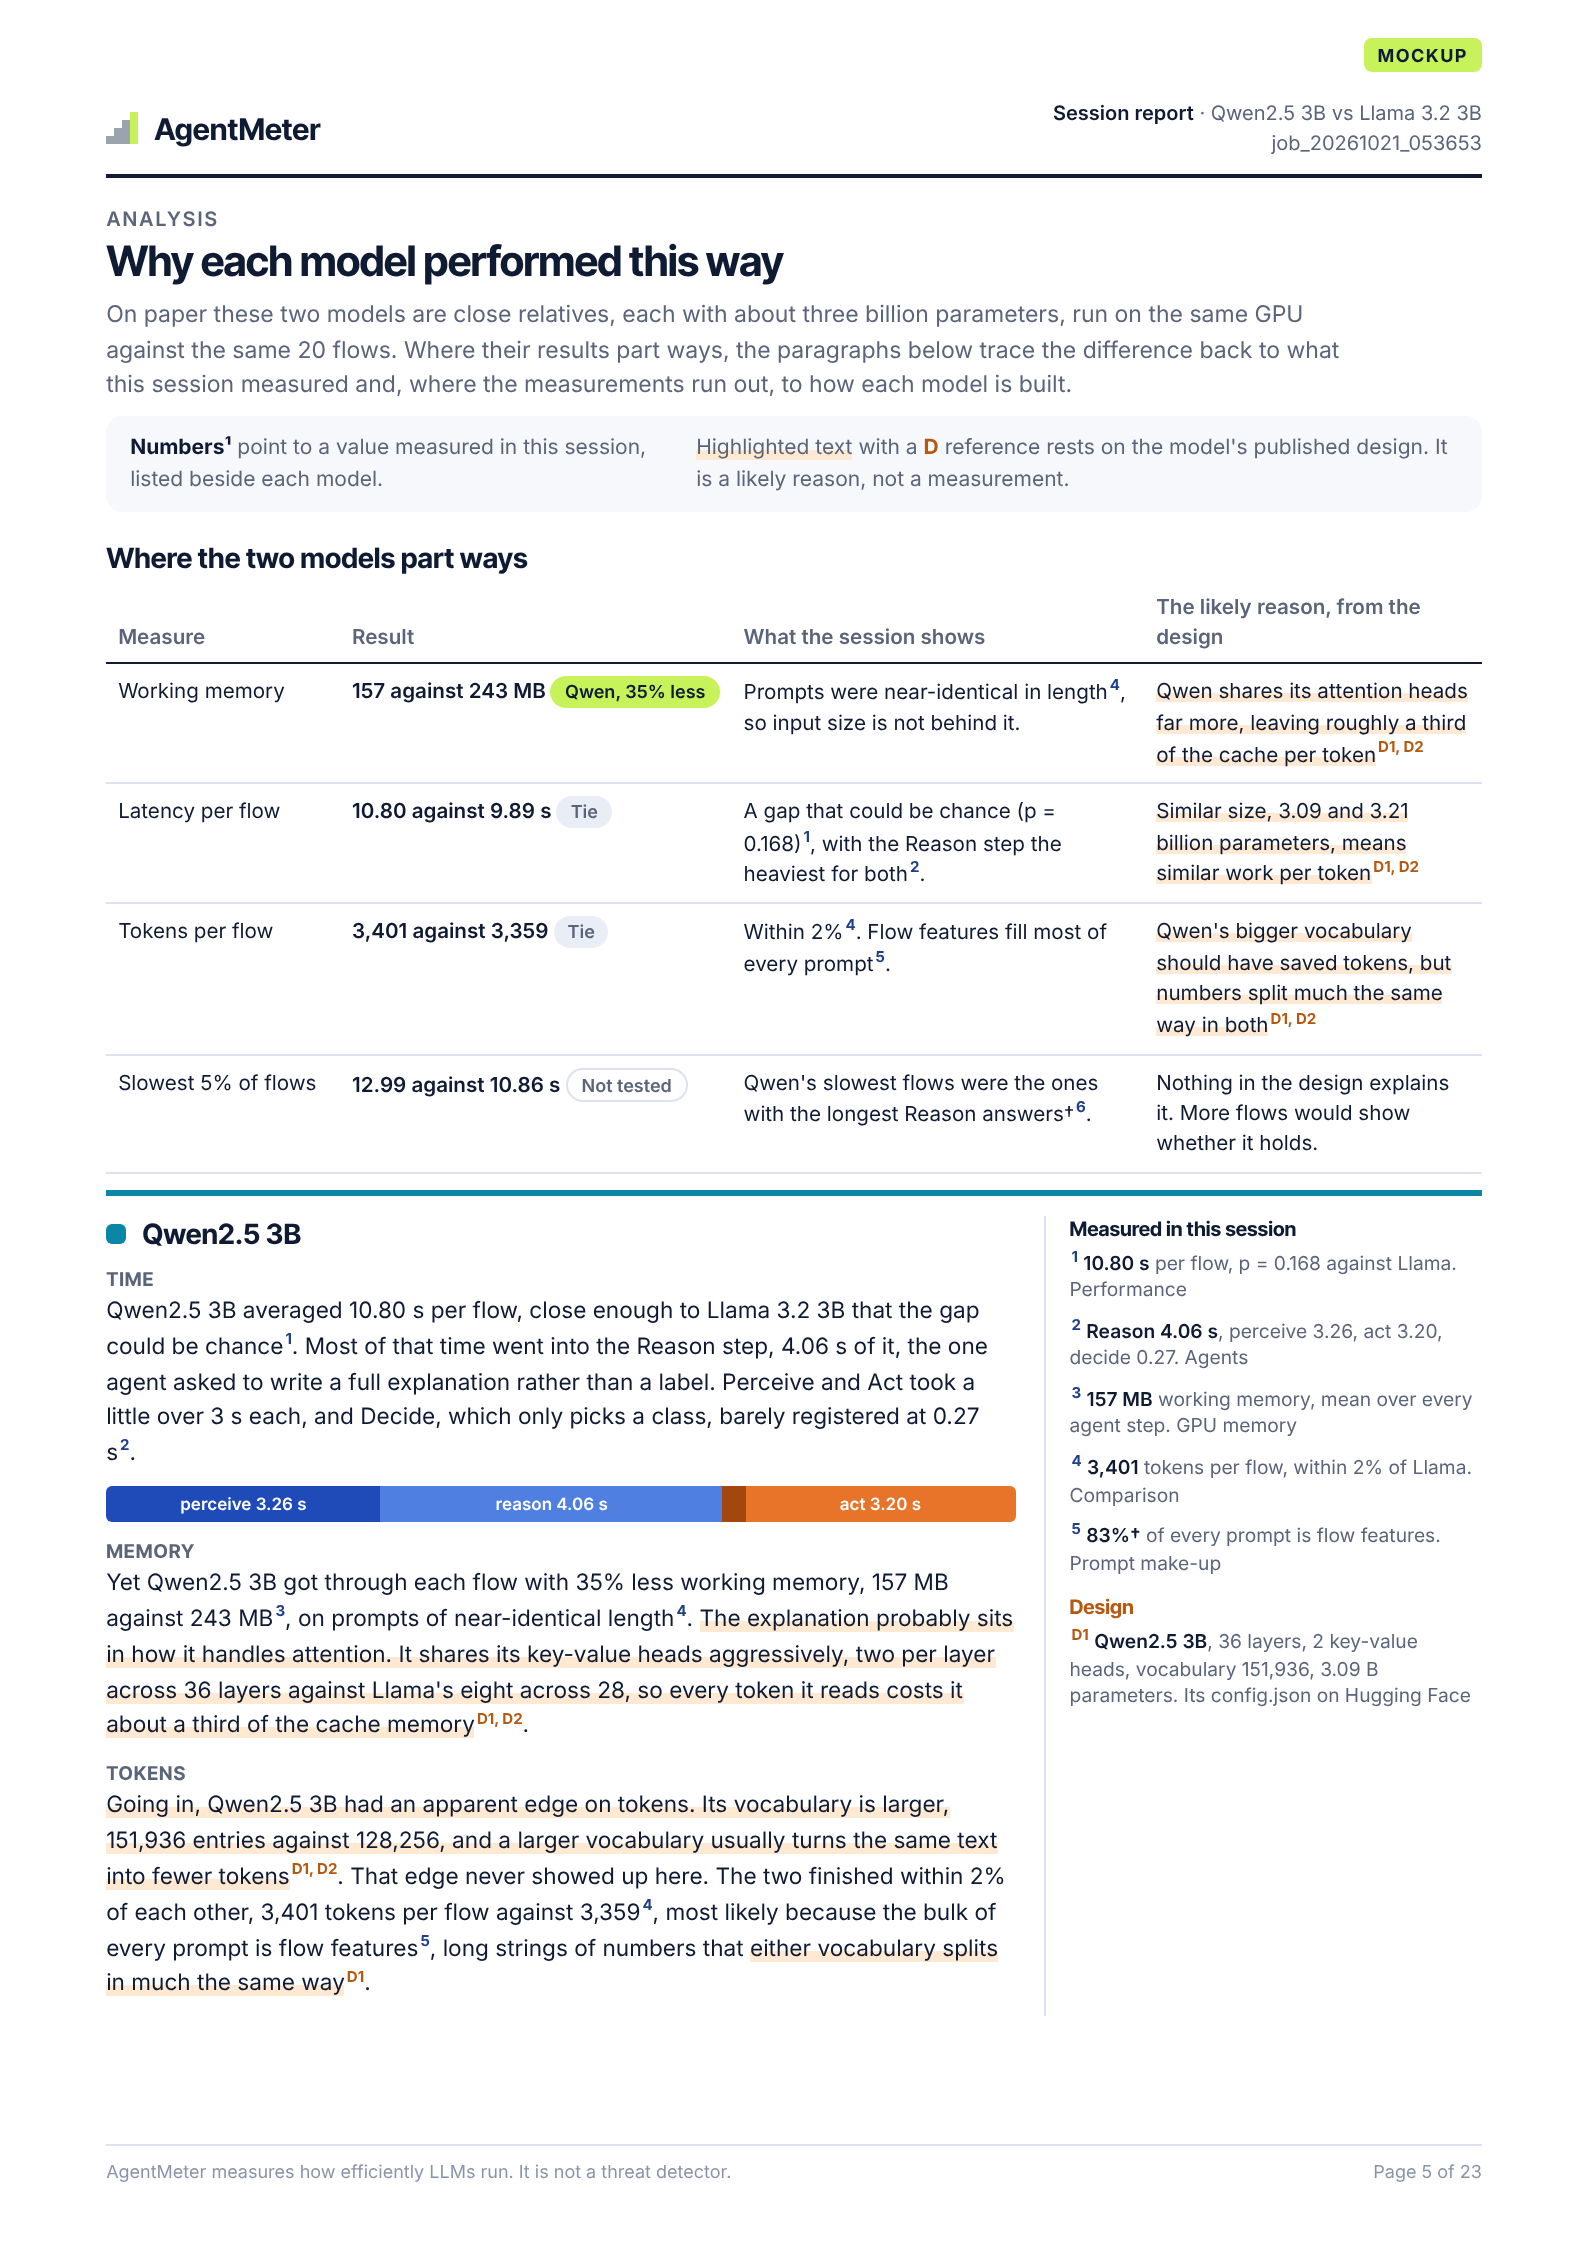 MOCKUP
AgentMeter
Session report · Qwen2.5 3B vs Llama 3.2 3B
job_20261021_053653
ANALYSIS
Why each model performed this way
On paper these two models are close relatives, each with about three billion parameters, run on the same GPU
against the same 20 flows. Where their results part ways, the paragraphs below trace the difference back to what
this session measured and, where the measurements run out, to how each model is built.
Numbers¹ point to a value measured in this session,
listed beside each model.
Highlighted text with a D reference rests on the model's published design. It
is a likely reason, not a measurement.
Where the two models part ways
Measure
Result
What the session shows
The likely reason, from the
design
Working memory
157 against 243 MB Qwen, 35% less
Prompts were near-identical in length⁴,
so input size is not behind it.
Qwen shares its attention heads
far more, leaving roughly a third
of the cache per token D1, D2
Latency per flow
10.80 against 9.89 s Tie
A gap that could be chance (p =
0.168)¹, with the Reason step the
heaviest for both².
Similar size, 3.09 and 3.21
billion parameters, means
similar work per token D1, D2
Tokens per flow
3,401 against 3,359 Tie
Within 2%⁴. Flow features fill most of
every prompt⁵.
Qwen's bigger vocabulary
should have saved tokens, but
numbers split much the same
way in both D1, D2
Slowest 5% of flows
12.99 against 10.86 s Not tested
Qwen's slowest flows were the ones
with the longest Reason answers†⁶.
Nothing in the design explains
it. More flows would show
whether it holds.
Qwen2.5 3B
TIME
Qwen2.5 3B averaged 10.80 s per flow, close enough to Llama 3.2 3B that the gap
could be chance¹. Most of that time went into the Reason step, 4.06 s of it, the one
agent asked to write a full explanation rather than a label. Perceive and Act took a
little over 3 s each, and Decide, which only picks a class, barely registered at 0.27
s².
perceive 3.26 s
reason 4.06 s
act 3.20 s
MEMORY
Yet Qwen2.5 3B got through each flow with 35% less working memory, 157 MB
against 243 MB³, on prompts of near-identical length⁴. The explanation probably sits
in how it handles attention. It shares its key-value heads aggressively, two per layer
across 36 layers against Llama's eight across 28, so every token it reads costs it
about a third of the cache memory D1, D2.
TOKENS
Going in, Qwen2.5 3B had an apparent edge on tokens. Its vocabulary is larger,
151,936 entries against 128,256, and a larger vocabulary usually turns the same text
into fewer tokens D1, D2. That edge never showed up here. The two finished within 2%
of each other, 3,401 tokens per flow against 3,359⁴, most likely because the bulk of
every prompt is flow features⁵, long strings of numbers that either vocabulary splits
in much the same way D1.
Measured in this session
¹ 10.80 s per flow, p = 0.168 against Llama.
Performance
² Reason 4.06 s, perceive 3.26, act 3.20,
decide 0.27. Agents
³ 157 MB working memory, mean over every
agent step. GPU memory
⁴ 3,401 tokens per flow, within 2% of Llama.
Comparison
⁵ 83%† of every prompt is flow features.
Prompt make-up
Design
D1 Qwen2.5 3B, 36 layers, 2 key-value
heads, vocabulary 151,936, 3.09 B
parameters. Its config.json on Hugging Face
AgentMeter measures how efficiently LLMs run. It is not a threat detector.
Page 5 of 23